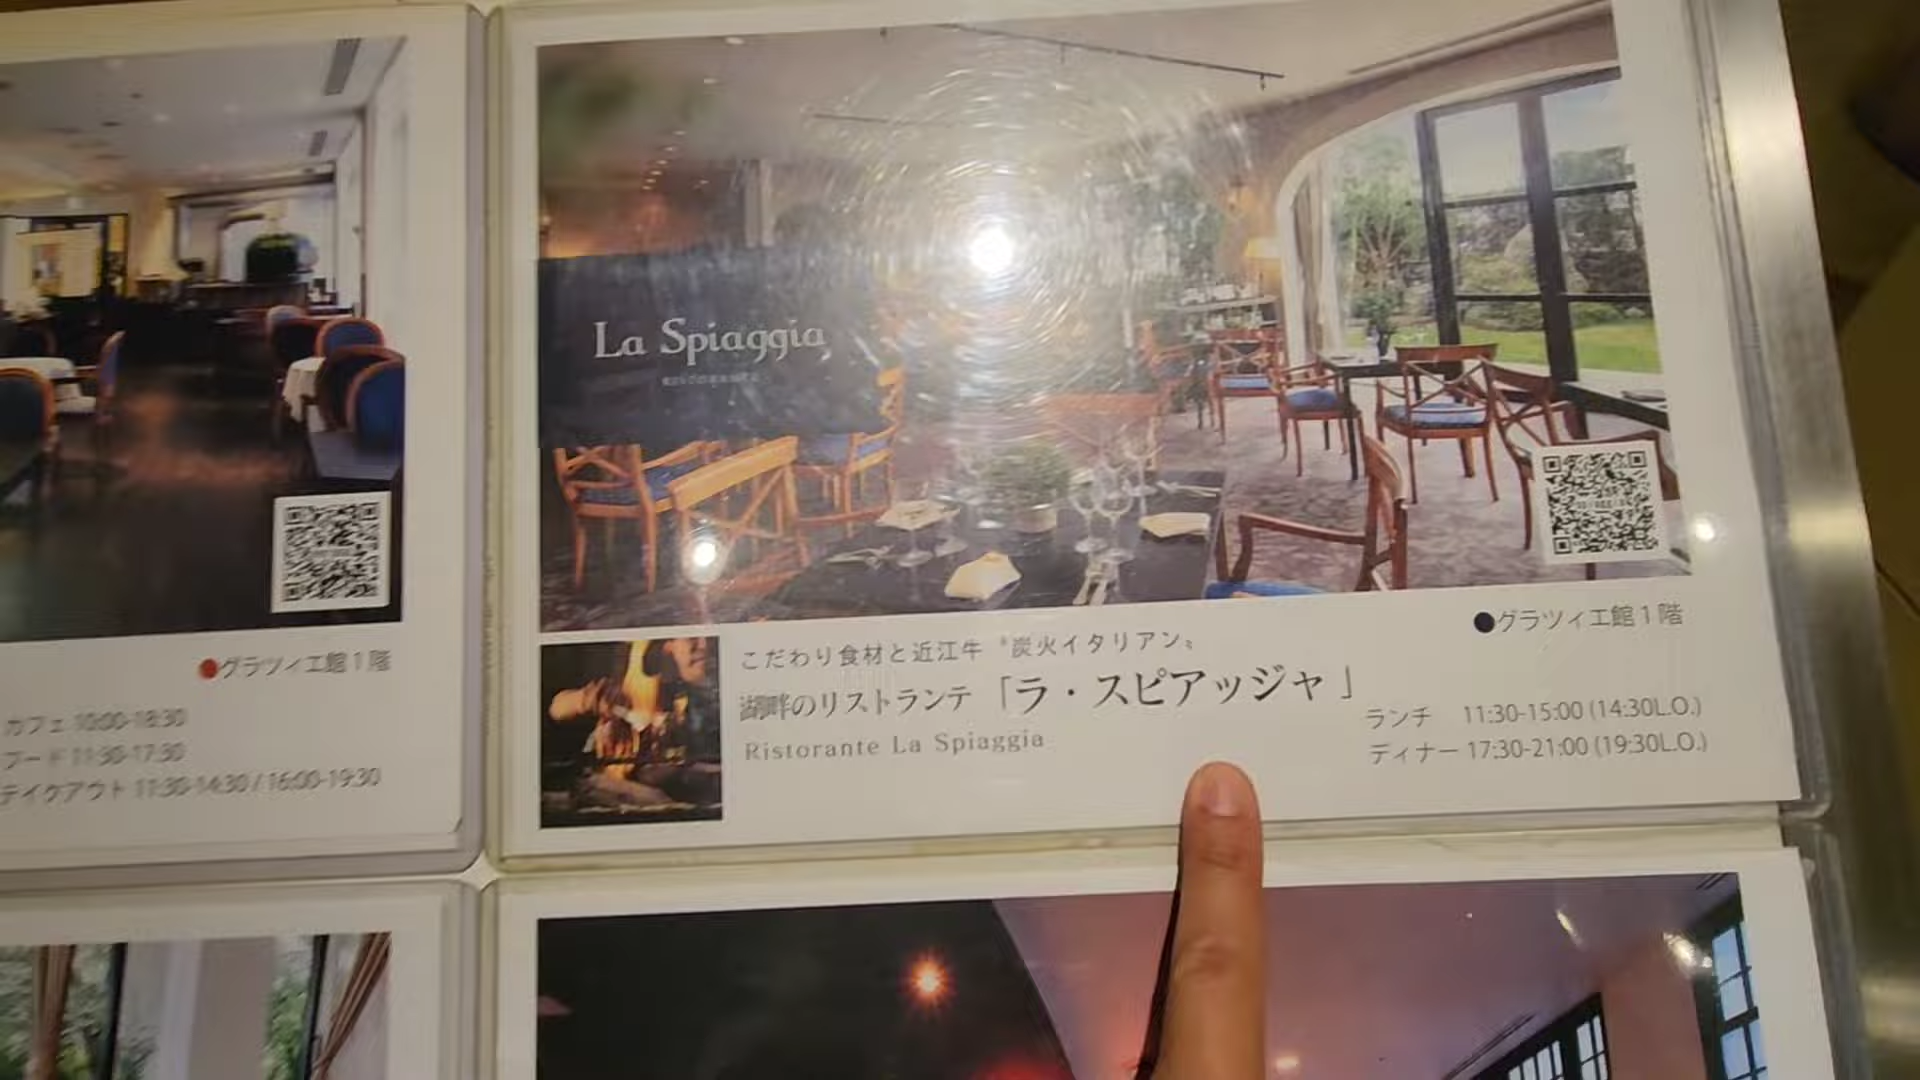 La Spiaggia
●グラツィエ館1階
こだわり食材と近江牛〝炭火イタリアン〟
湖畔のリストランテ「ラ・スピアッジャ」
Ristorante La Spiaggia
ランチ 11:30-15:00 (14:30L.O.)
ディナー 17:30-21:00 (19:30L.O.)
●グラツィエ館1階
カフェ 10:00-18:30
フード 11:30-17:30
テイクアウト 11:30-14:30 / 16:00-19:30